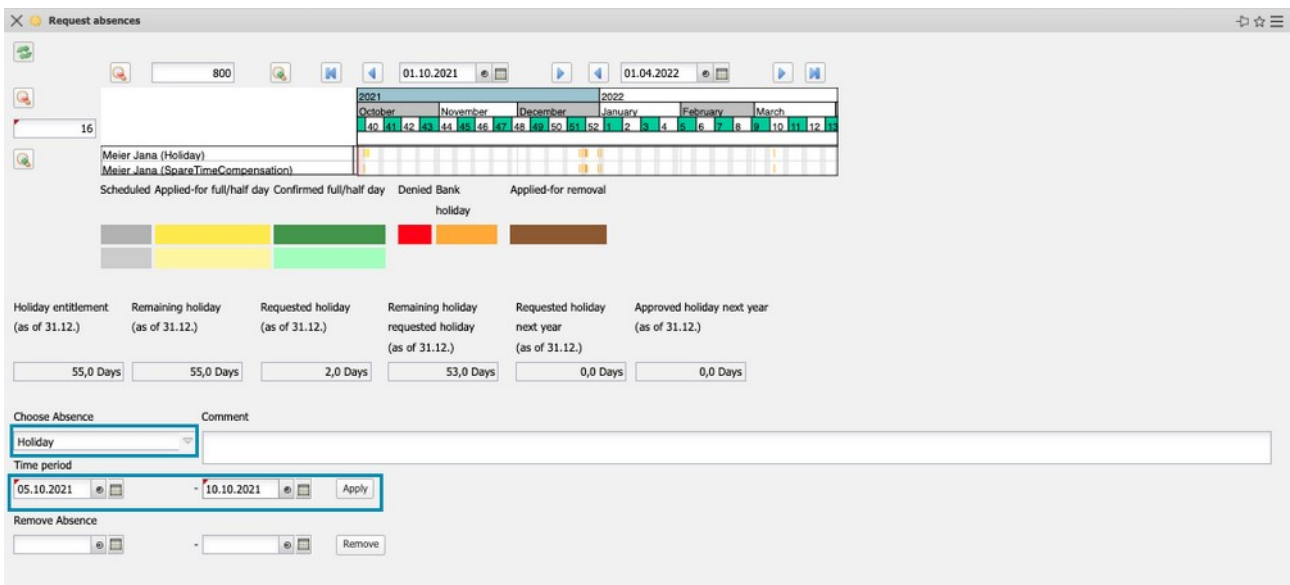 Request absences
800
01.10.2021
01.04.2022
16
2021 2022
October November December January February March
40 41 42 43 44 45 46 47 48 49 50 51 52 1 2 3 4 5 6 7 8 9 10 11 12 13
Meier Jana (Holiday)
Meier Jana (SpareTimeCompensation)
Scheduled Applied-for full/half day Confirmed full/half day Denied Bank Applied-for removal
holiday
Holiday entitlement Remaining holiday Requested holiday Remaining holiday Requested holiday Approved holiday next year
(as of 31.12.) (as of 31.12.) (as of 31.12.) requested holiday next year (as of 31.12.)
(as of 31.12.) (as of 31.12.)
55,0 Days 55,0 Days 2,0 Days 53,0 Days 0,0 Days 0,0 Days
Choose Absence Comment
Holiday
Time period
05.10.2021 - 10.10.2021 Apply
Remove Absence
- Remove